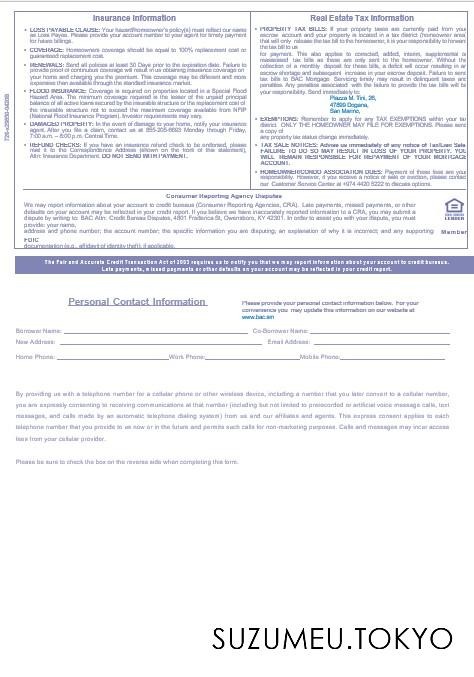 Insurance Information
• LOSS PAYABLE CLAUSE: Your hazard/homeowner's policy(s) must reflect our name
as Loss Payee. Please provide your account number to your agent for timely payment
for future billings.
• COVERAGE: Homeowners coverage should be equal to 100% replacement cost or
guaranteed replacement cost.
• RENEWALS: Send all policies at least 30 Days prior to the expiration date. Failure to
provide proof of continuous coverage will result in us obtaining insurance coverage on
your home and charging you the premium. This coverage may be different and more
expensive than available through the standard insurance market.
• FLOOD INSURANCE: Coverage is required on properties located in a Special Flood
Hazard Area. The minimum coverage required is the lesser of the unpaid principal
balance of all active loans secured by the insurable structure or the replacement cost of
the insurable structure not to exceed the maximum coverage available from NFIP
(National Flood Insurance Program). Investor requirements may vary.
• DAMAGED PROPERTY: In the event of damage to your home, notify your insurance
agent. After you file a claim, contact us at 855-205-6693 Monday through Friday,
7:00 a.m. – 8:00 p.m. Central Time.
• REFUND CHECKS: If you have an insurance refund check to be endorsed, please
mail it to the Correspondence Address (shown on the front of this statement),
Attn: Insurance Department. DO NOT SEND WITH PAYMENT.
Real Estate Tax Information
• PROPERTY TAX BILLS: If your property taxes are currently paid from your
escrow account and your property is located in a tax district (homeowner area)
that will only release the tax bill to the homeowner, it is your responsibility to forward
the tax bill to us
for payment. This also applies to corrected, interim, supplemental or
reassessed tax bills as those are only sent to the homeowner. Without the
collection of a monthly deposit for these bills, a deficit will occur resulting in an
escrow shortage and subsequent increase in your escrow deposit. Failure to send
tax bills to BAC Mortgage Servicing timely may result in delinquent taxes and
penalties. Any penalties associated with the failure to provide the tax bills will be
your responsibility. Send immediately to:
Piazza M. Tini, 26,
47899 Dogana,
San Marino,
• EXEMPTIONS: Remember to apply for any TAX EXEMPTIONS within your tax
district. ONLY THE HOMEOWNER MAY FILE FOR EXEMPTIONS. Please send
a copy of
any property tax status change immediately.
• TAX SALE NOTICES: Advise us immediately of any notice of tax/Lien Sale.
FAILURE TO DO SO MAY RESULT IN LOSS OF YOUR PROPERTY. YOU
WILL REMAIN RESPONSIBLE FOR REPAYMENT OF YOUR MORTGAGE
ACCOUNT.
• HOMEOWNER/CONDO ASSOCIATION DUES: Payment of these fees are your
responsibility. However, if you receive a notice of sale or eviction, please contact
our Customer Service Center at +974 4420 5222 to discuss options.
Consumer Reporting Agency Disputes
We may report information about your account to credit bureaus (Consumer Reporting Agencies, CRA). Late payments, missed payments, or other
defaults on your account may be reflected in your credit report. If you believe we have inaccurately reported information to a CRA, you may submit a
dispute by writing to: BAC Attn: Credit Bureau Disputes, 4801 Frederica St, Owensboro, KY 42301. In order to assist you with your dispute, you must
provide: your name,
address and phone number; the account number; the specific information you are disputing; an explanation of why it is incorrect; and any supporting
documentation (e.g., affidavit of identity theft), if applicable.
LENDER
Member
FDIC
The Fair and Accurate Credit Transaction Act of 2003 requires us to notify you that we may report information about your account to credit bureaus.
Late payments, missed payments or other defaults on your account may be reflected in your credit report.
Personal Contact Information
Please provide your personal contact information below. For your
convenience you may update this information on our website at
www.bac.sm
Borrower Name: Co-Borrower Name:
New Address: Email Address:
Home Phone: Work Phone: Mobile Phone:
By providing us with a telephone number for a cellular phone or other wireless device, including a number that you later convert to a cellular number,
you are expressly consenting to receiving communications at that number (including but not limited to prerecorded or artificial voice message calls, text
messages, and calls made by an automatic telephone dialing system) from us and our affiliates and agents. This express consent applies to each
telephone number that you provide to us now or in the future and permits such calls for non-marketing purposes. Calls and messages may incur access
fees from your cellular provider.
Please be sure to check the box on the reverse side when completing this form.
SUZUMEU.TOKYO